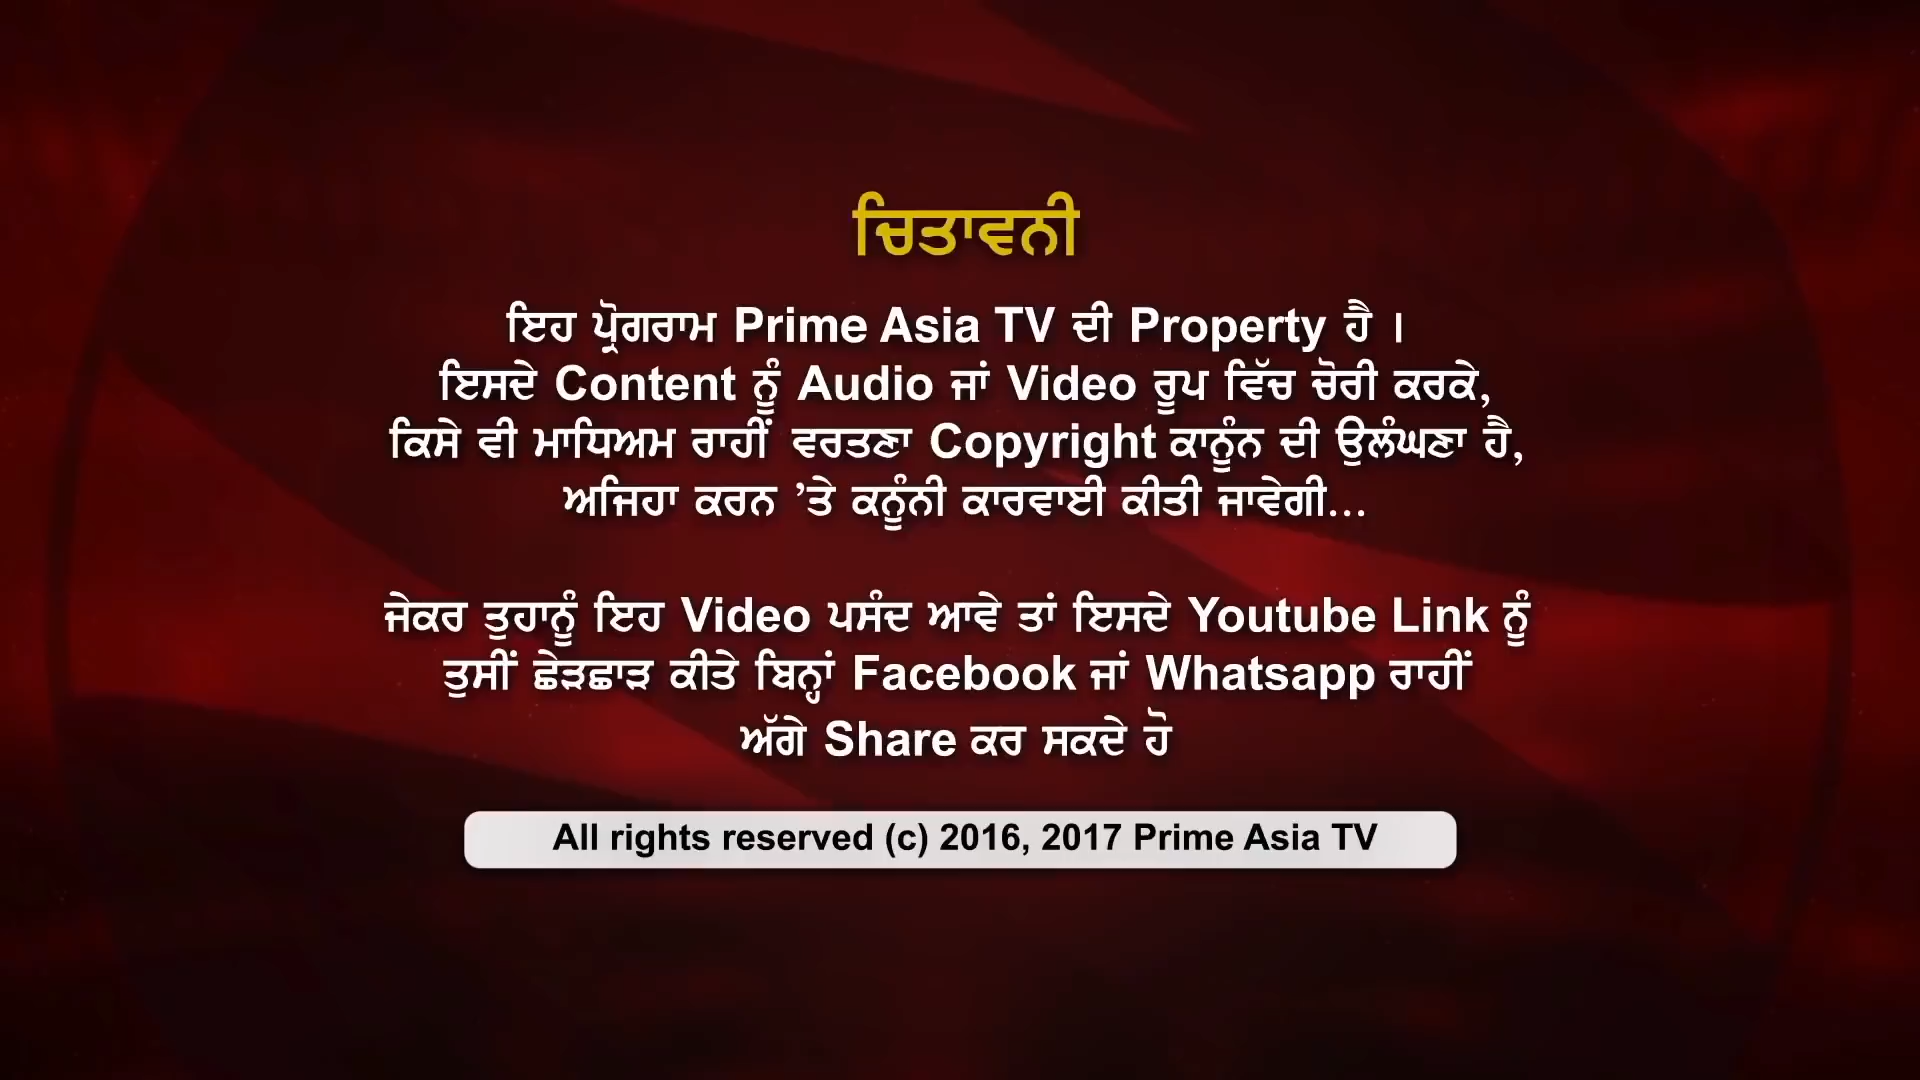 ਚਿਤਾਵਨੀ
ਇਹ ਪ੍ਰੋਗਰਾਮ Prime Asia TV ਦੀ Property ਹੈ ।
ਇਸਦੇ Content ਨੂੰ Audio ਜਾਂ Video ਰੂਪ ਵਿੱਚ ਚੋਰੀ ਕਰਕੇ,
ਕਿਸੇ ਵੀ ਮਾਧਿਅਮ ਰਾਹੀਂ ਵਰਤਣਾ Copyright ਕਾਨੂੰਨ ਦੀ ਉਲੰਘਣਾ ਹੈ,
ਅਜਿਹਾ ਕਰਨ ’ਤੇ ਕਨੂੰਨੀ ਕਾਰਵਾਈ ਕੀਤੀ ਜਾਵੇਗੀ...
ਜੇਕਰ ਤੁਹਾਨੂੰ ਇਹ Video ਪਸੰਦ ਆਵੇ ਤਾਂ ਇਸਦੇ Youtube Link ਨੂੰ
ਤੁਸੀਂ ਛੇੜਛਾੜ ਕੀਤੇ ਬਿਨ੍ਹਾਂ Facebook ਜਾਂ Whatsapp ਰਾਹੀਂ
ਅੱਗੇ Share ਕਰ ਸਕਦੇ ਹੋ
All rights reserved (c) 2016, 2017 Prime Asia TV